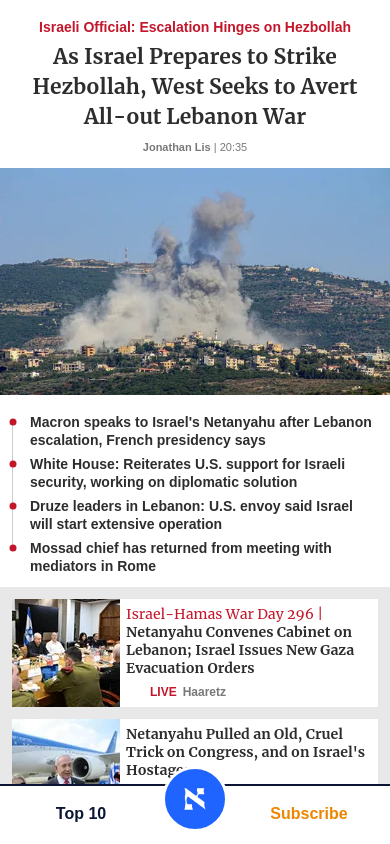 Israeli Official: Escalation Hinges on Hezbollah
As Israel Prepares to Strike
Hezbollah, West Seeks to Avert
All-out Lebanon War
Jonathan Lis | 20:35
Macron speaks to Israel's Netanyahu after Lebanon
escalation, French presidency says
White House: Reiterates U.S. support for Israeli
security, working on diplomatic solution
Druze leaders in Lebanon: U.S. envoy said Israel
will start extensive operation
Mossad chief has returned from meeting with
mediators in Rome
Israel-Hamas War Day 296 |
Netanyahu Convenes Cabinet on
Lebanon; Israel Issues New Gaza
Evacuation Orders
LIVE Haaretz
Netanyahu Pulled an Old, Cruel
Trick on Congress, and on Israel's
Top 10
Subscribe